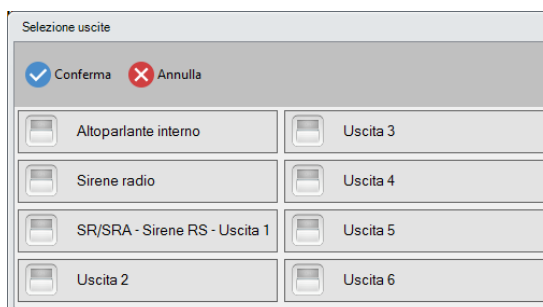 Selezione uscite
Conferma
Annulla
Altoparlante interno
Uscita 3
Sirene radio
Uscita 4
SR/SRA - Sirene RS - Uscita 1
Uscita 5
Uscita 2
Uscita 6